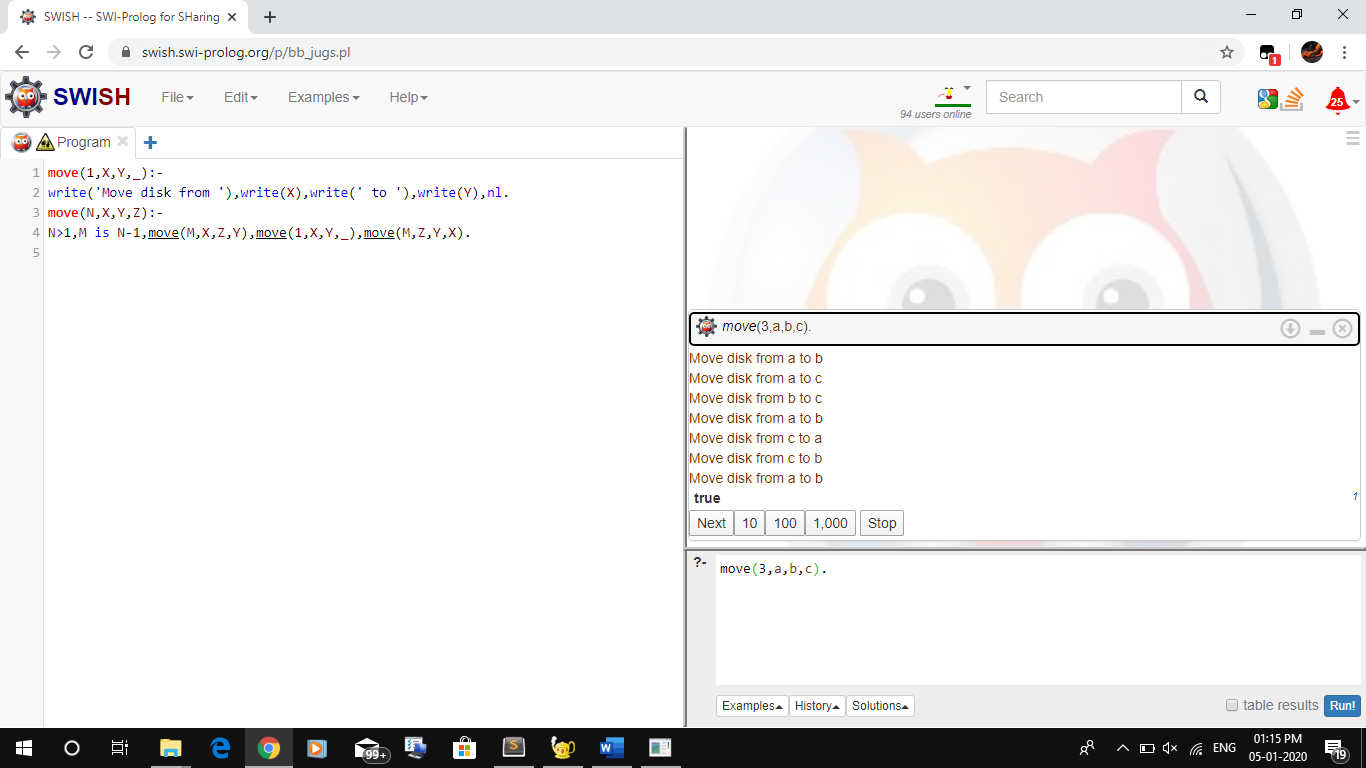 SWISH -- SWI-Prolog for SHaring
swish.swi-prolog.org/p/bb_jugs.pl
1
SWISH File Edit Examples Help
94 users online
Search
25
Program
1 move(1,X,Y,_):-
2 write('Move disk from '),write(X),write(' to '),write(Y),nl.
3 move(N,X,Y,Z):-
4 N>1,M is N-1,move(M,X,Z,Y),move(1,X,Y,_),move(M,Z,Y,X).
5
move(3,a,b,c).
Move disk from a to b
Move disk from a to c
Move disk from b to c
Move disk from a to b
Move disk from c to a
Move disk from c to b
Move disk from a to b
true 1
Next 10 100 1,000 Stop
?- move(3,a,b,c).
Examples History Solutions table results Run!
99+
ENG
01:15 PM
05-01-2020
19